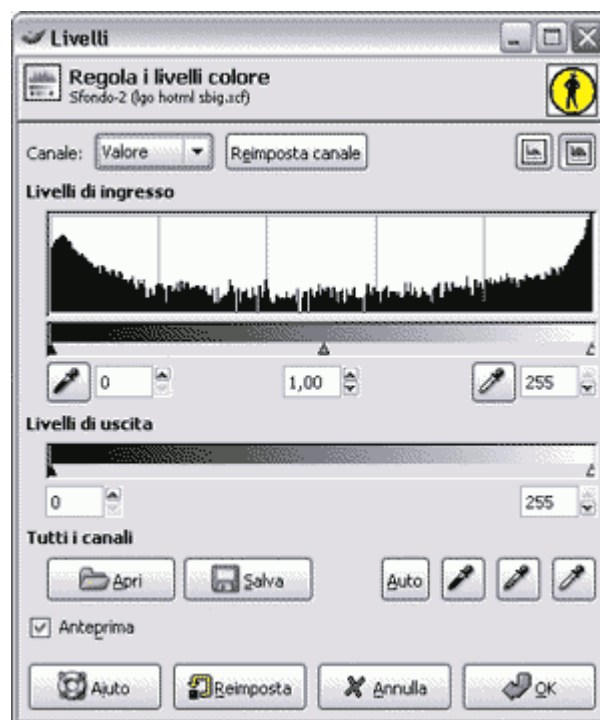 Livelli
Regola i livelli colore
Sfondo-2 (lgo hotml sbig.xcf)
Canale: Valore Reimposta canale
Livelli di ingresso
0 1,00 255
Livelli di uscita
0 255
Tutti i canali
Apri Salva Auto
Anteprima
Aiuto Reimposta Annulla OK